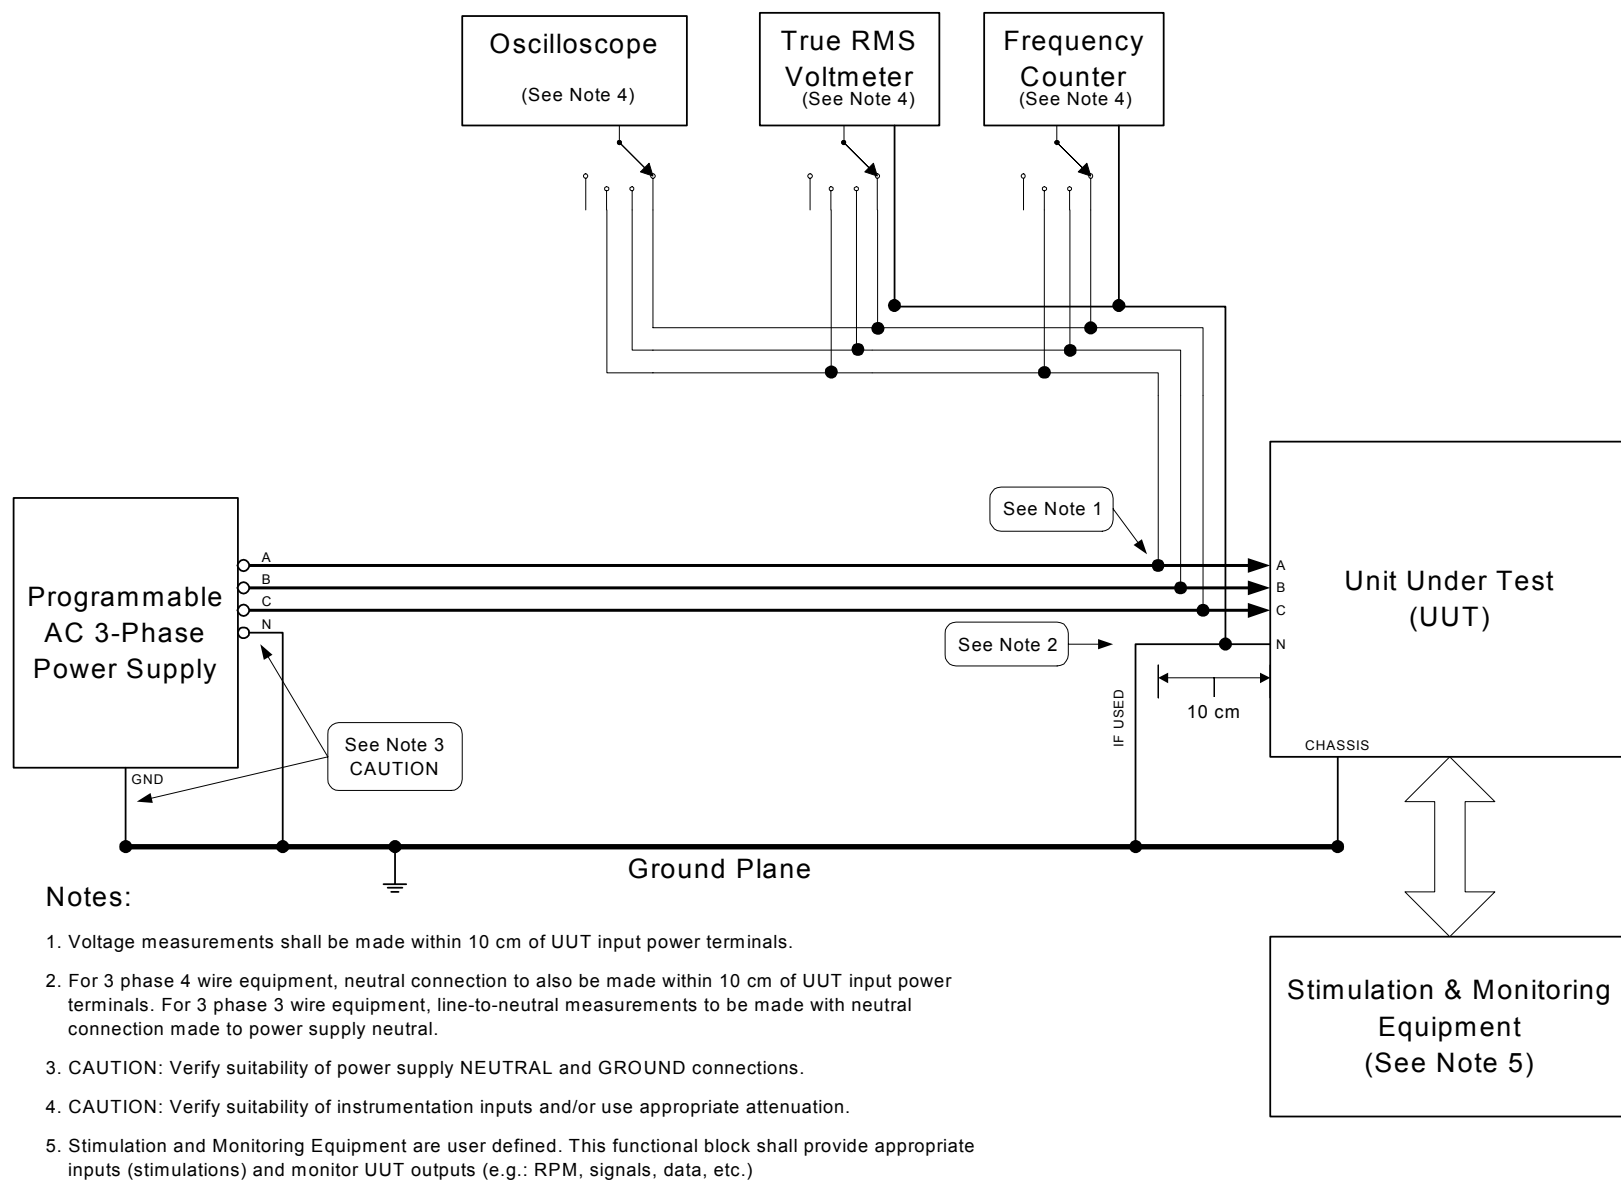 Oscilloscope
(See Note 4)
True RMS
Voltmeter
(See Note 4)
Frequency
Counter
(See Note 4)
See Note 1
Programmable
AC 3-Phase
Power Supply
A
B
C
N
GND
See Note 3
CAUTION
See Note 2
IF USED
10 cm
A
B
C
N
Unit Under Test
(UUT)
CHASSIS
Ground Plane
Stimulation & Monitoring
Equipment
(See Note 5)
Notes:
1. Voltage measurements shall be made within 10 cm of UUT input power terminals.
2. For 3 phase 4 wire equipment, neutral connection to also be made within 10 cm of UUT input power
terminals. For 3 phase 3 wire equipment, line-to-neutral measurements to be made with neutral
connection made to power supply neutral.
3. CAUTION: Verify suitability of power supply NEUTRAL and GROUND connections.
4. CAUTION: Verify suitability of instrumentation inputs and/or use appropriate attenuation.
5. Stimulation and Monitoring Equipment are user defined. This functional block shall provide appropriate
inputs (stimulations) and monitor UUT outputs (e.g.: RPM, signals, data, etc.)